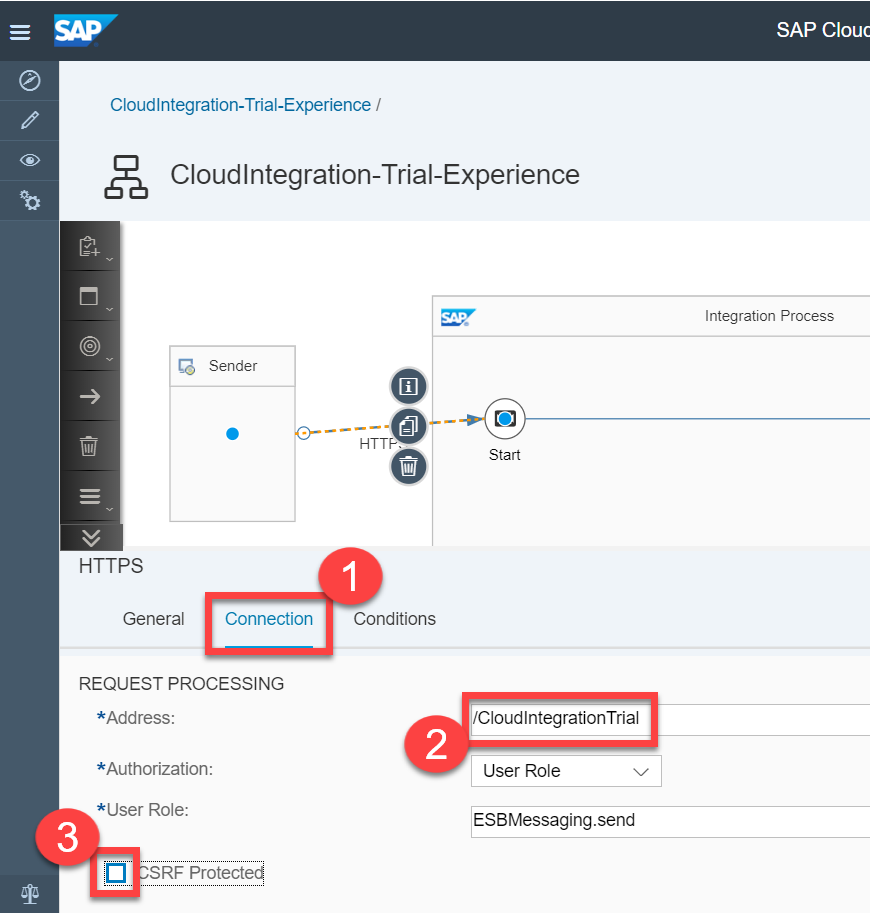 SAP
SAP Cloud
CloudIntegration-Trial-Experience /
CloudIntegration-Trial-Experience
SAP
Integration Process
Sender
HTTP
Start
HTTPS
1
General
Connection
Conditions
REQUEST PROCESSING
*Address:
/CloudIntegrationTrial
2
*Authorization:
User Role
*User Role:
ESBMessaging.send
3
CSRF Protected